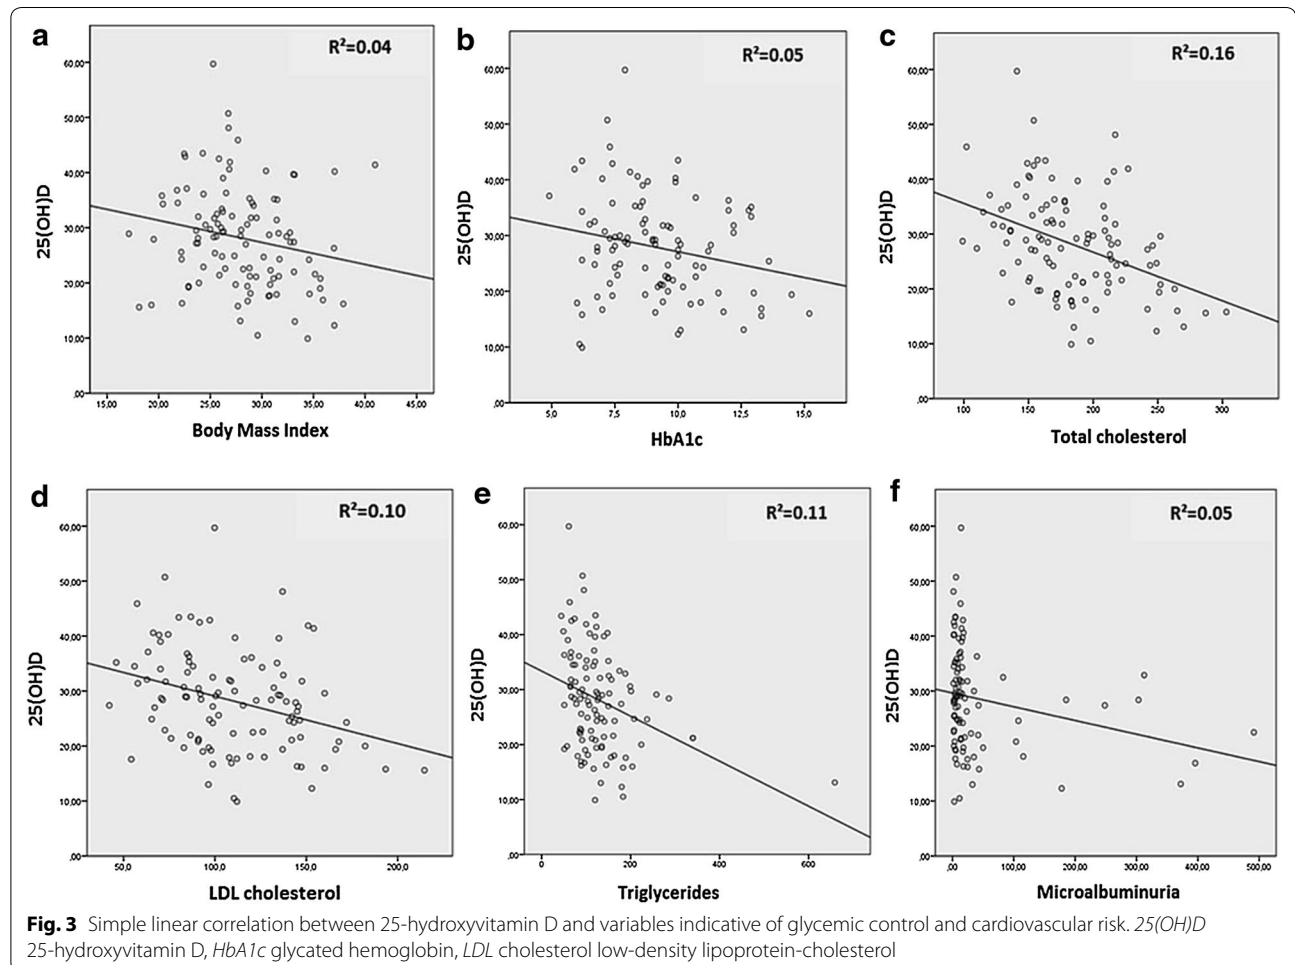 a
R²=0.04
60,00
50,00
40,00
30,00
20,00
10,00
,00
25(OH)D
15,00 20,00 25,00 30,00 35,00 40,00 45,00
Body Mass Index
b
R²=0.05
60,00
50,00
40,00
30,00
20,00
10,00
,00
25(OH)D
5,0 7,5 10,0 12,5 15,0
HbA1c
c
R²=0.16
60,00
50,00
40,00
30,00
20,00
10,00
,00
25(OH)D
100 150 200 250 300
Total cholesterol
d
R²=0.10
60,00
50,00
40,00
30,00
20,00
10,00
,00
25(OH)D
50,0 100,0 150,0 200,0
LDL cholesterol
e
R²=0.11
60,00
50,00
40,00
30,00
20,00
10,00
,00
25(OH)D
0 200 400 600
Triglycerides
f
R²=0.05
60,00
50,00
40,00
30,00
20,00
10,00
,00
25(OH)D
,00 100,00 200,00 300,00 400,00 500,00
Microalbuminuria
Fig. 3 Simple linear correlation between 25-hydroxyvitamin D and variables indicative of glycemic control and cardiovascular risk. 25(OH)D
25-hydroxyvitamin D, HbA1c glycated hemoglobin, LDL cholesterol low-density lipoprotein-cholesterol